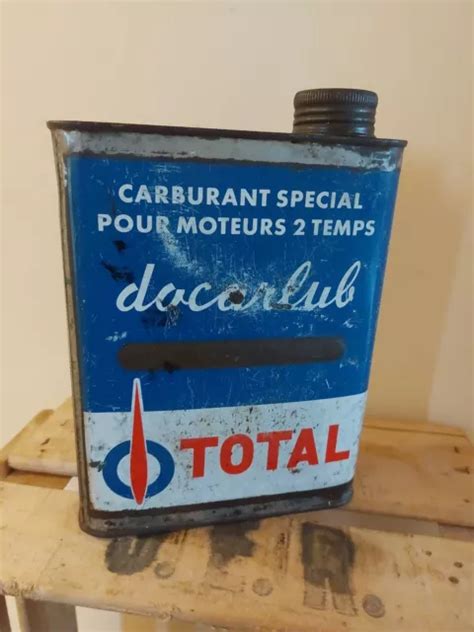 CARBURANT SPECIAL
POUR MOTEURS 2 TEMPS
docarlub
TOTAL